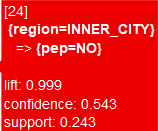 [24]
{region=INNER_CITY}
=> {pep=NO}
lift: 0.999
confidence: 0.543
support: 0.243